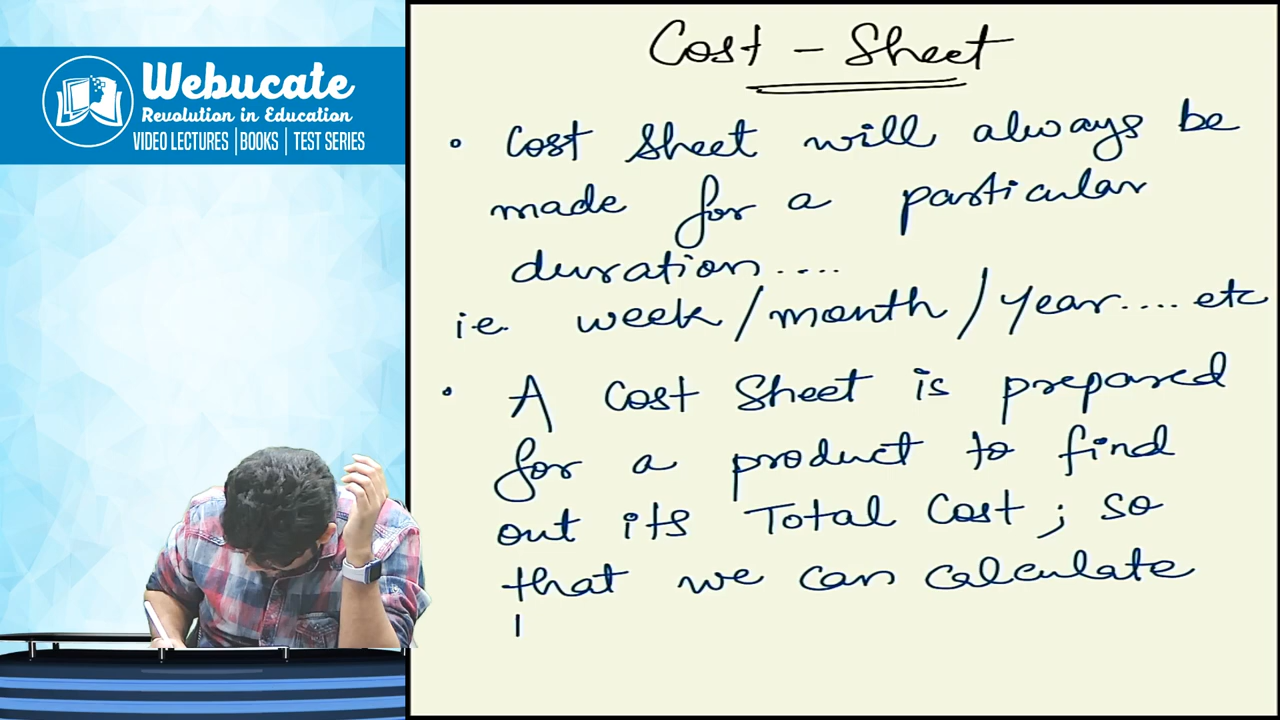 Webucate
Revolution in Education
VIDEO LECTURES | BOOKS | TEST SERIES
Cost - Sheet
• Cost Sheet will always be
made for a particular
duration....
i.e. week/month/year.... etc
• A Cost Sheet is prepared
for a product to find
out its Total Cost; so
that we can calculate